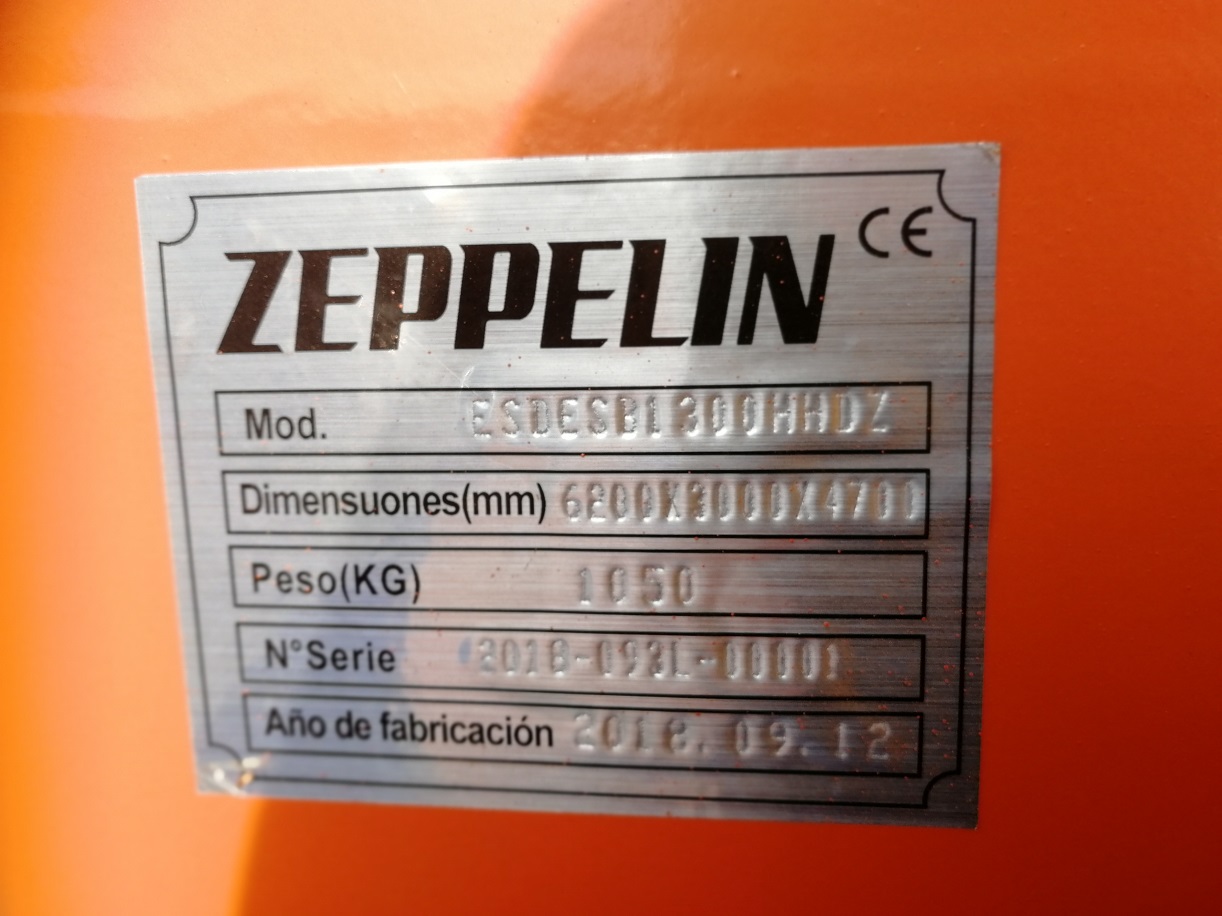 ZEPPELIN CE
Mod. ESDESB1300HHDZ
Dimensuones(mm) 6200X3000X4700
Peso(KG) 1050
N°Serie 2018-093L-00001
Año de fabricación 2018.09.12